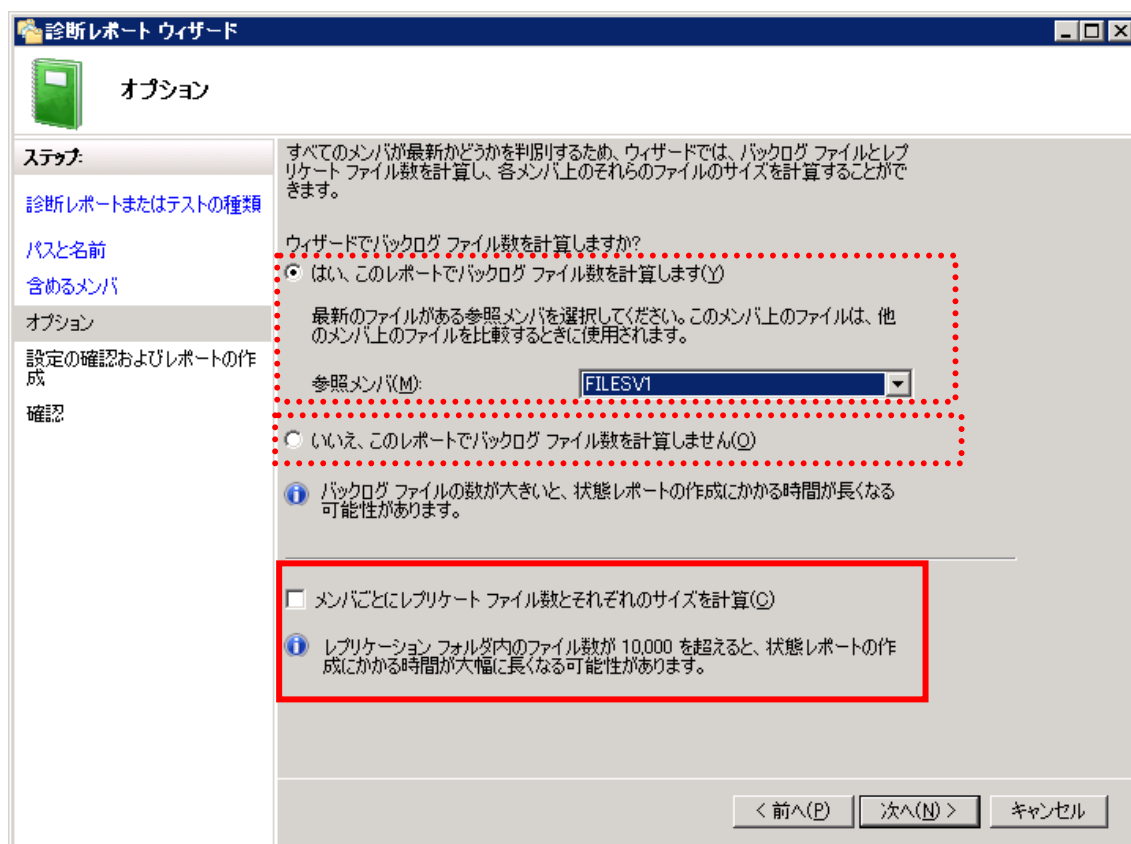 診断レポート ウィザード
オプション
ステップ:
診断レポートまたはテストの種類
パスと名前
含めるメンバ
オプション
設定の確認およびレポートの作
成
確認
すべてのメンバが最新かどうかを判別するため、ウィザードでは、バックログ ファイルとレプ
リケート ファイル数を計算し、各メンバ上のそれらのファイルのサイズを計算することがで
きます。
ウィザードでバックログ ファイル数を計算しますか?
はい、このレポートでバックログ ファイル数を計算します(Y)
最新のファイルがある参照メンバを選択してください。このメンバ上のファイルは、他
のメンバ上のファイルを比較するときに使用されます。
参照メンバ(M): FILESV1
いいえ、このレポートでバックログ ファイル数を計算しません(O)
バックログ ファイルの数が大きいと、状態レポートの作成にかかる時間が長くなる
可能性があります。
メンバごとにレプリケート ファイル数とそれぞれのサイズを計算(C)
レプリケーション フォルダ内のファイル数が 10,000 を超えると、状態レポートの作
成にかかる時間が大幅に長くなる可能性があります。
< 前へ(P) 次へ(N) > キャンセル